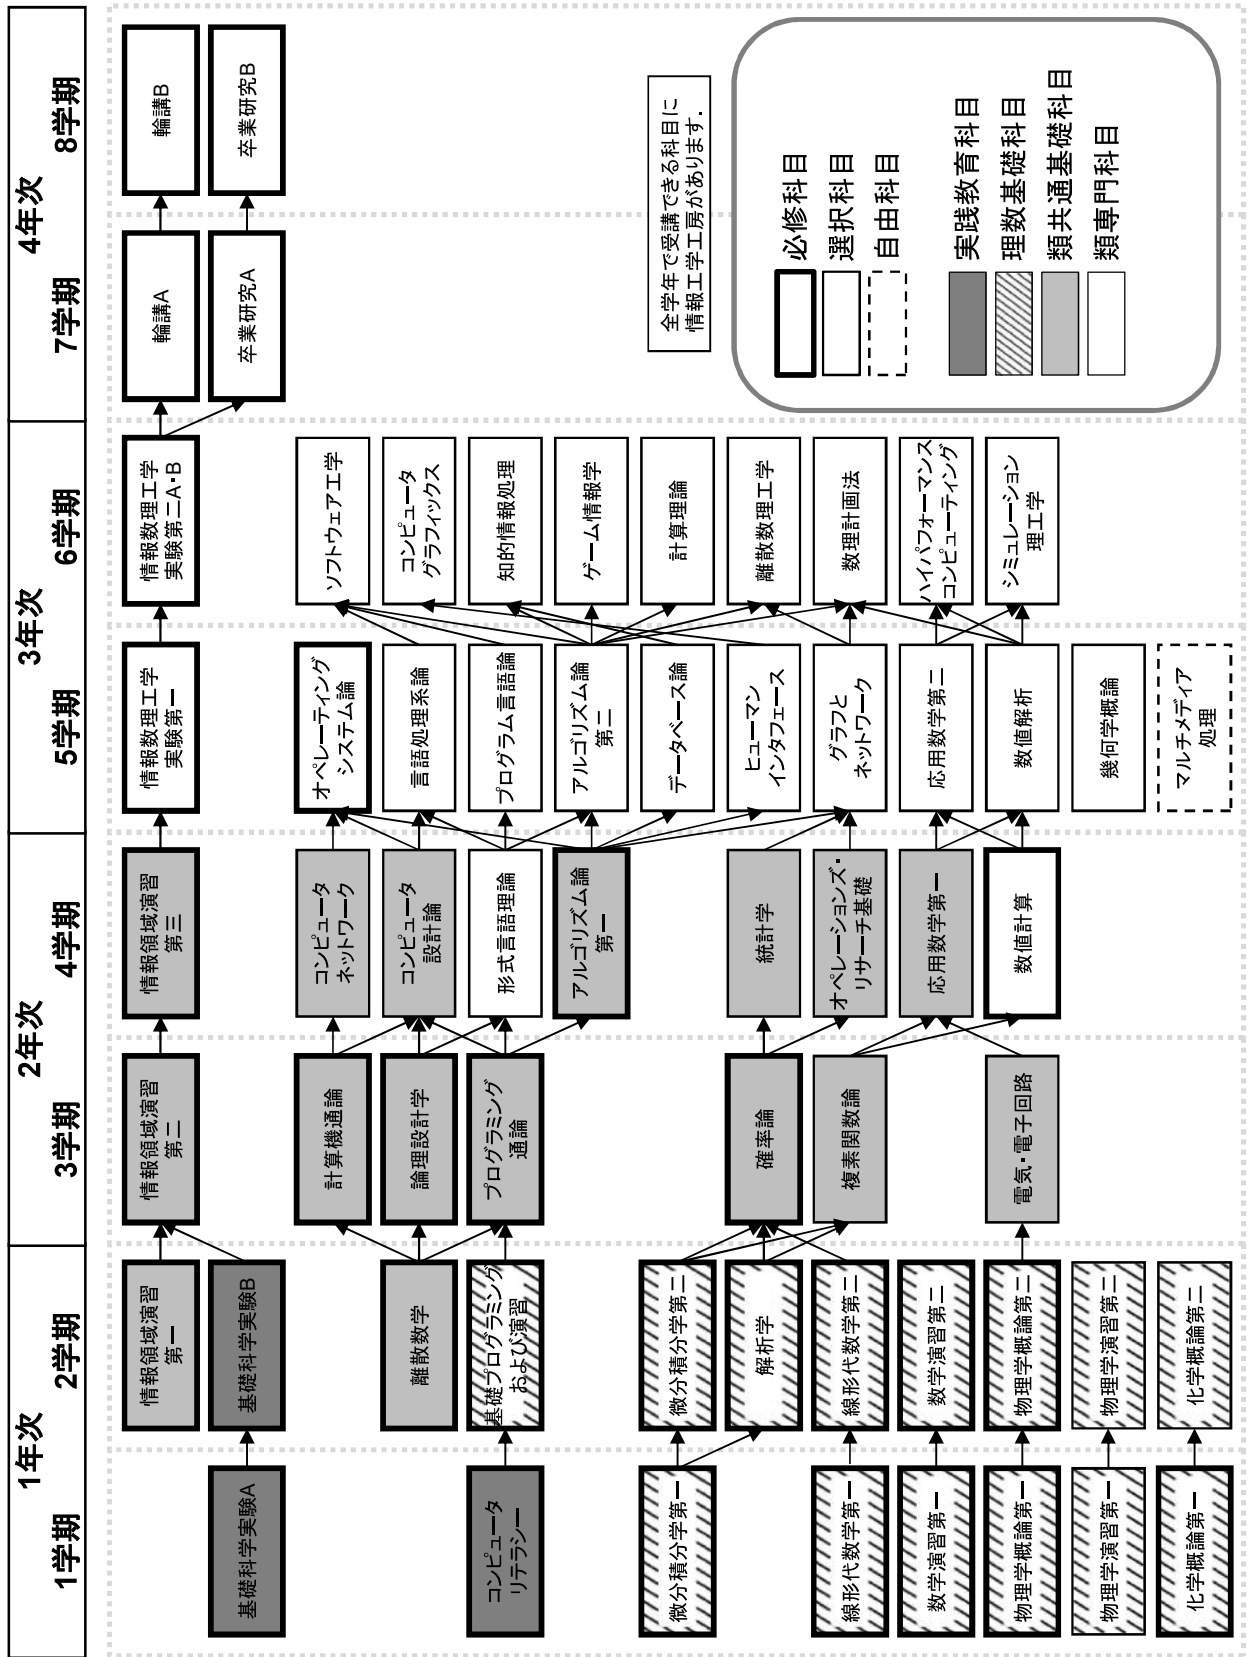 1年次
2年次
3年次
4年次
1学期
2学期
3学期
4学期
5学期
6学期
7学期
8学期
基礎科学実験A
コンピュータ
リテラシー
微分積分学第一
線形代数学第一
数学演習第一
物理学概論第一
物理学演習第一
化学概論第一
情報領域演習
第一
基礎科学実験B
離散数学
基礎プログラミング
および演習
微分積分学第二
解析学
線形代数学第二
数学演習第二
物理学概論第二
物理学演習第二
化学概論第二
情報領域演習
第二
計算機通論
論理設計学
プログラミング
通論
確率論
複素関数論
電気・電子回路
情報領域演習
第三
コンピュータ
ネットワーク
コンピュータ
設計論
形式言語理論
アルゴリズム論
第一
統計学
オペレーションズ・
リサーチ基礎
応用数学第一
数値計算
情報数理工学
実験第一
オペレーティング
システム論
言語処理系論
プログラム言語論
アルゴリズム論
第二
データベース論
ヒューマン
インタフェース
グラフと
ネットワーク
応用数学第二
数値解析
幾何学概論
マルチメディア
処理
情報数理工学
実験第二A・B
ソフトウェア工学
コンピュータ
グラフィックス
知的情報処理
ゲーム情報学
計算理論
離散数理工学
数理計画法
ハイパフォーマンス
コンピューティング
シミュレーション
理工学
輪講A
卒業研究A
輪講B
卒業研究B
全学年で受講できる科目に
情報工学工房があります.
必修科目
選択科目
自由科目
実践教育科目
理数基礎科目
類共通基礎科目
類専門科目